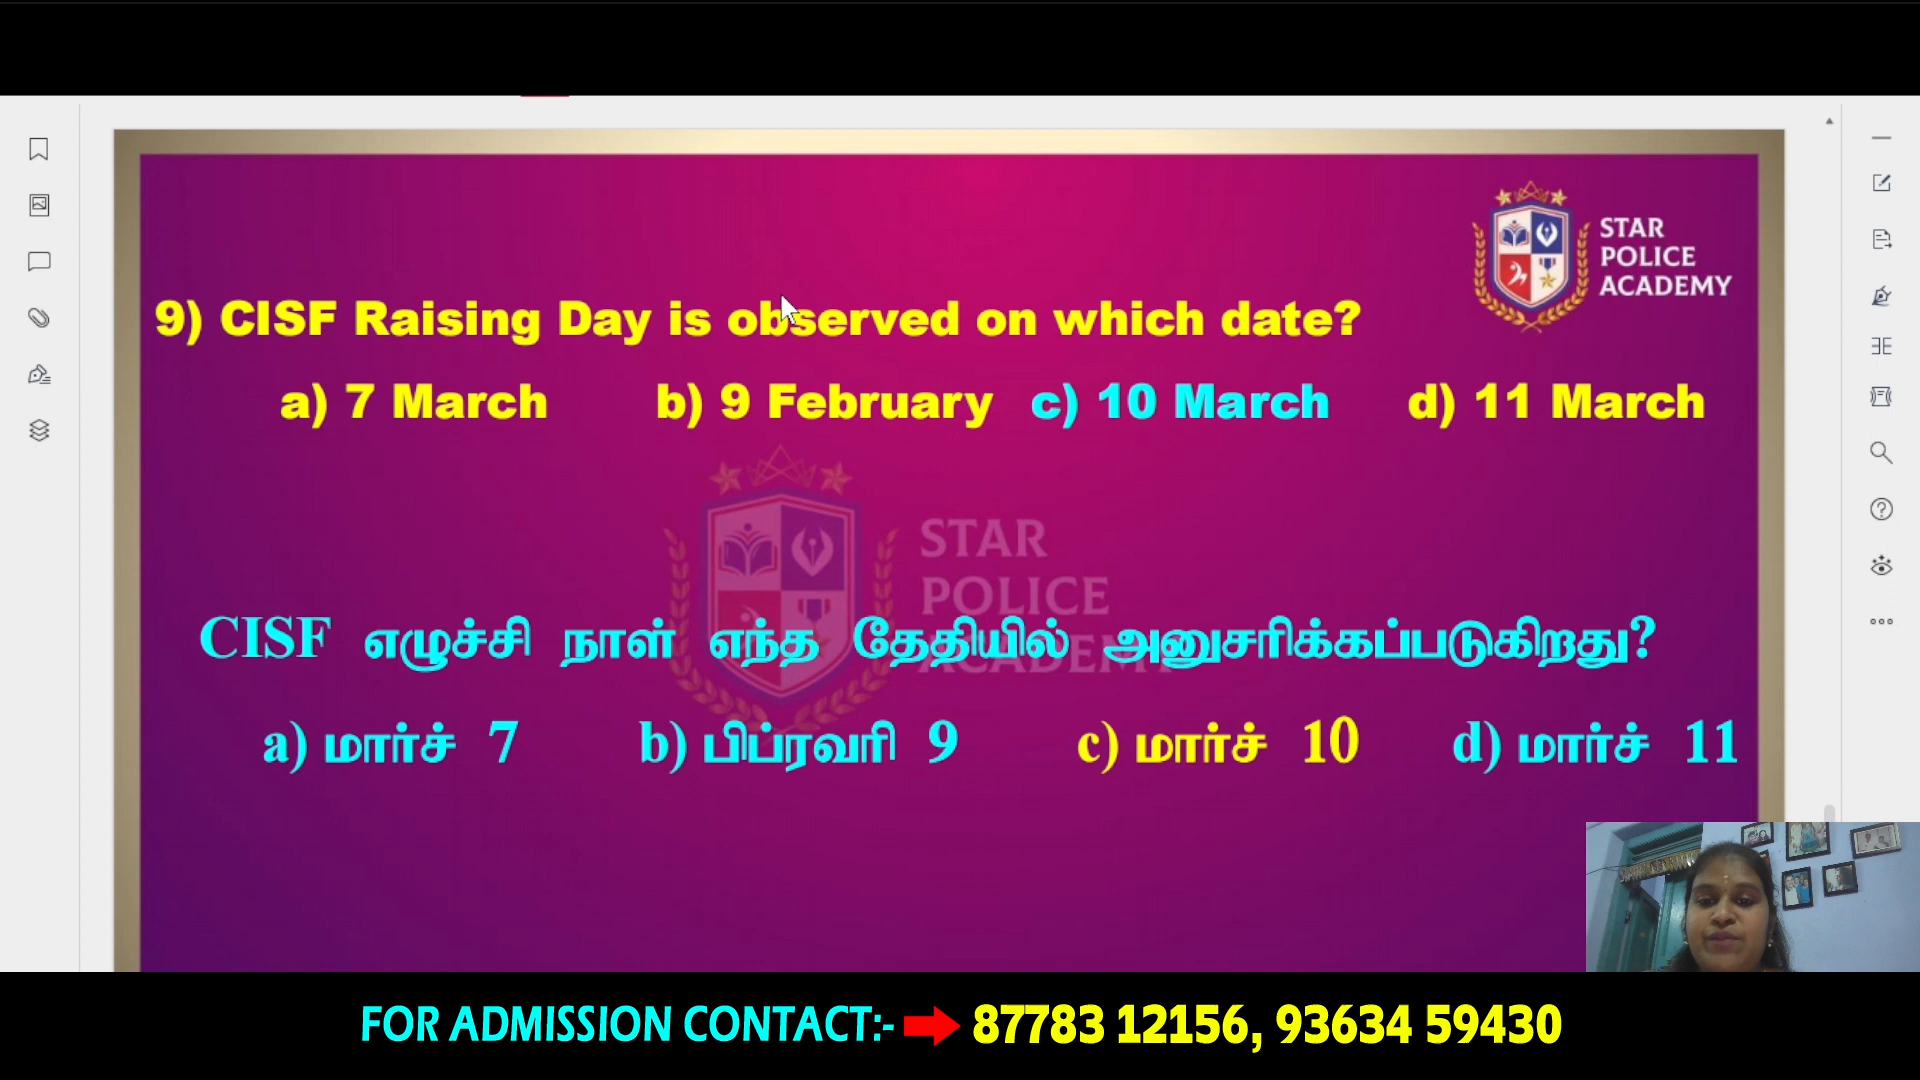 STAR
POLICE
ACADEMY
9) CISF Raising Day is observed on which date?
a) 7 March b) 9 February c) 10 March d) 11 March
STAR
POLICE
ACADEMY
CISF எழுச்சி நாள் எந்த தேதியில் அனுசரிக்கப்படுகிறது?
a) மார்ச் 7 b) பிப்ரவரி 9 c) மார்ச் 10 d) மார்ச் 11
FOR ADMISSION CONTACT:- 87783 12156, 93634 59430